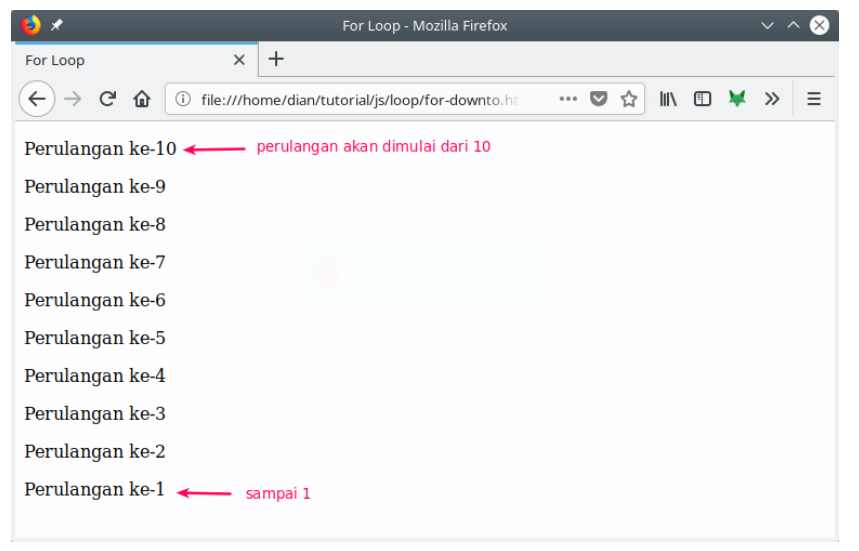 For Loop - Mozilla Firefox
For Loop
file:///home/dian/tutorial/js/loop/for-downto.ht
Perulangan ke-10 perulangan akan dimulai dari 10
Perulangan ke-9
Perulangan ke-8
Perulangan ke-7
Perulangan ke-6
Perulangan ke-5
Perulangan ke-4
Perulangan ke-3
Perulangan ke-2
Perulangan ke-1 sampai 1